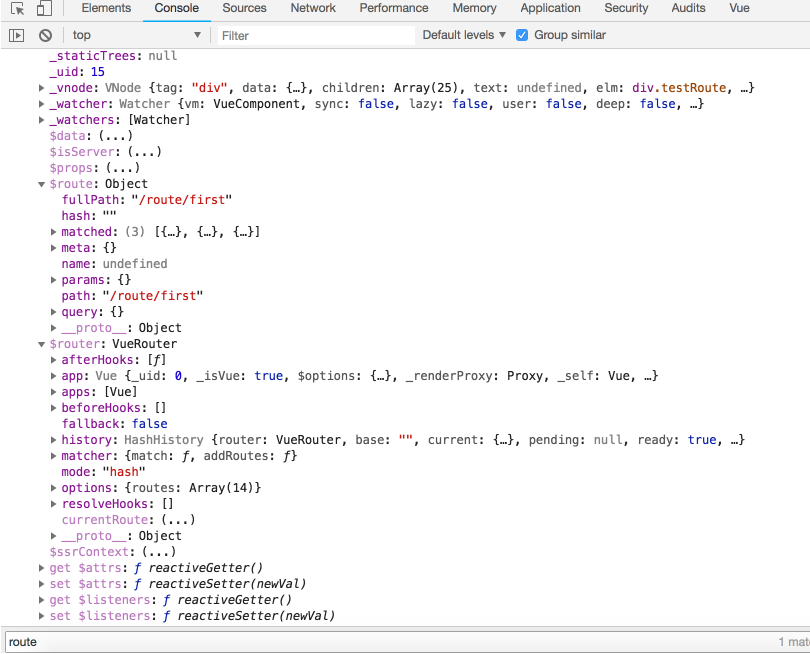 Elements Console Sources Network Performance Memory Application Security Audits Vue
top Filter Default levels Group similar
_staticTrees: null
_uid: 15
_vnode: VNode {tag: "div", data: {…}, children: Array(25), text: undefined, elm: div.testRoute, …}
_watcher: Watcher {vm: VueComponent, sync: false, lazy: false, user: false, deep: false, …}
_watchers: [Watcher]
$data: (...)
$isServer: (...)
$props: (...)
$route: Object
fullPath: "/route/first"
hash: ""
matched: (3) [{…}, {…}, {…}]
meta: {}
name: undefined
params: {}
path: "/route/first"
query: {}
__proto__: Object
$router: VueRouter
afterHooks: [ƒ]
app: Vue {_uid: 0, _isVue: true, $options: {…}, _renderProxy: Proxy, _self: Vue, …}
apps: [Vue]
beforeHooks: []
fallback: false
history: HashHistory {router: VueRouter, base: "", current: {…}, pending: null, ready: true, …}
matcher: {match: ƒ, addRoutes: ƒ}
mode: "hash"
options: {routes: Array(14)}
resolveHooks: []
currentRoute: (...)
__proto__: Object
$ssrContext: (...)
get $attrs: ƒ reactiveGetter()
set $attrs: ƒ reactiveSetter(newVal)
get $listeners: ƒ reactiveGetter()
set $listeners: ƒ reactiveSetter(newVal)
route 1 mat